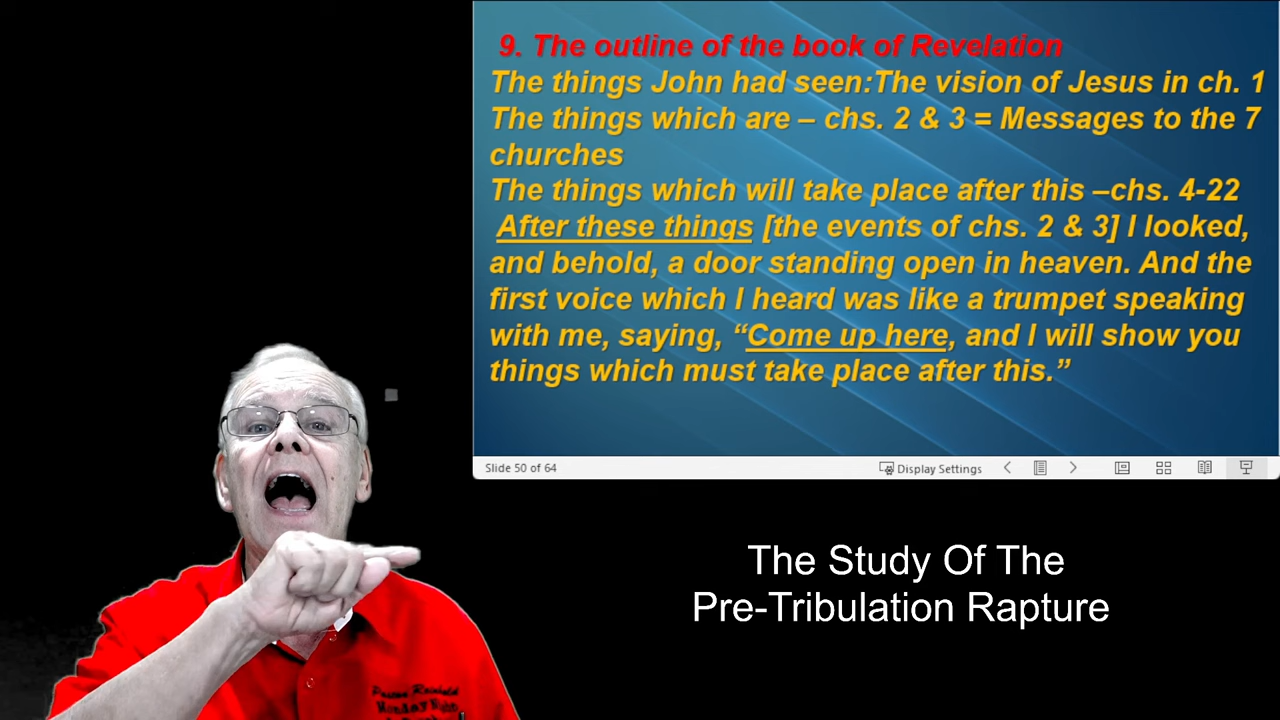 9. The outline of the book of Revelation
The things John had seen:The vision of Jesus in ch. 1
The things which are – chs. 2 & 3 = Messages to the 7
churches
The things which will take place after this –chs. 4-22
After these things [the events of chs. 2 & 3] I looked,
and behold, a door standing open in heaven. And the
first voice which I heard was like a trumpet speaking
with me, saying, “Come up here, and I will show you
things which must take place after this.”
Slide 50 of 64
Display Settings
The Study Of The
Pre-Tribulation Rapture
Monday Night